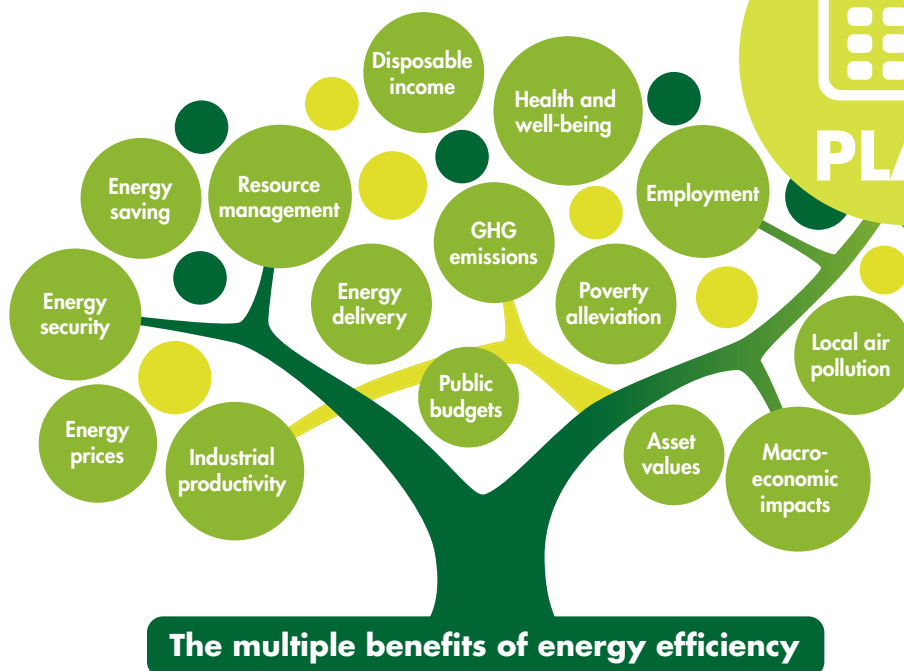 Disposable
income
Health and
well-being
PLA
Energy
saving
Resource
management
Employment
GHG
emissions
Energy
security
Energy
delivery
Poverty
alleviation
Local air
pollution
Public
budgets
Energy
prices
Industrial
productivity
Asset
values
Macro-
economic
impacts
The multiple benefits of energy efficiency